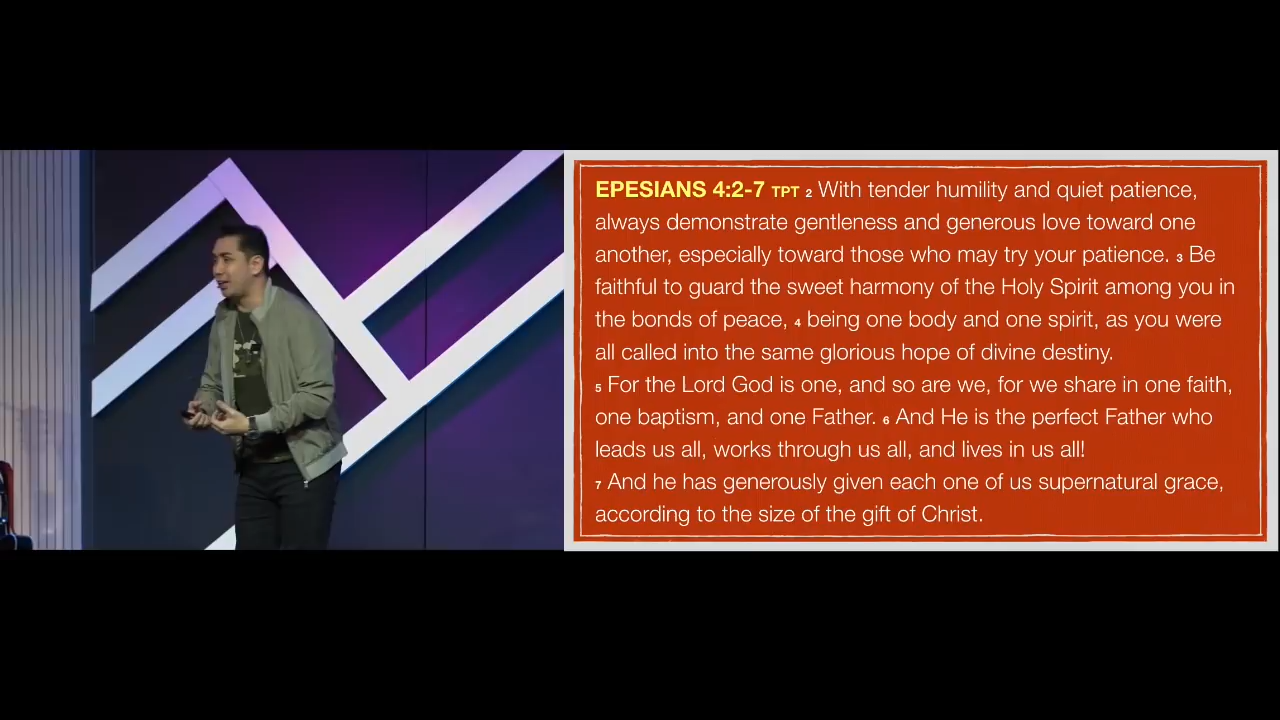 EPESIANS 4:2-7 TPT 2 With tender humility and quiet patience,
always demonstrate gentleness and generous love toward one
another, especially toward those who may try your patience. 3 Be
faithful to guard the sweet harmony of the Holy Spirit among you in
the bonds of peace, 4 being one body and one spirit, as you were
all called into the same glorious hope of divine destiny.
5 For the Lord God is one, and so are we, for we share in one faith,
one baptism, and one Father. 6 And He is the perfect Father who
leads us all, works through us all, and lives in us all!
7 And he has generously given each one of us supernatural grace,
according to the size of the gift of Christ.